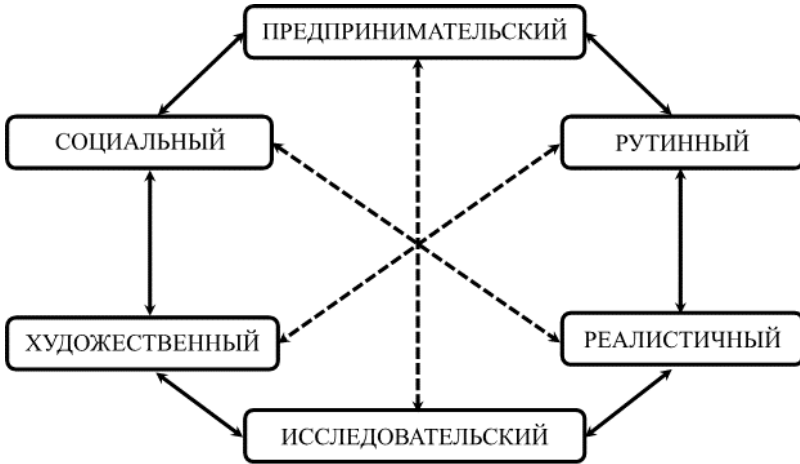 ПРЕДПРИНИМАТЕЛЬСКИЙ
СОЦИАЛЬНЫЙ
РУТИННЫЙ
ХУДОЖЕСТВЕННЫЙ
РЕАЛИСТИЧНЫЙ
ИССЛЕДОВАТЕЛЬСКИЙ